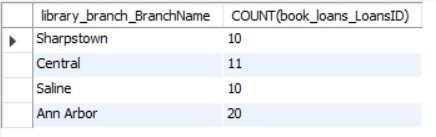 library_branch_BranchName COUNT(book_loans_LoansID)
Sharpstown 10
Central 11
Saline 10
Ann Arbor 20